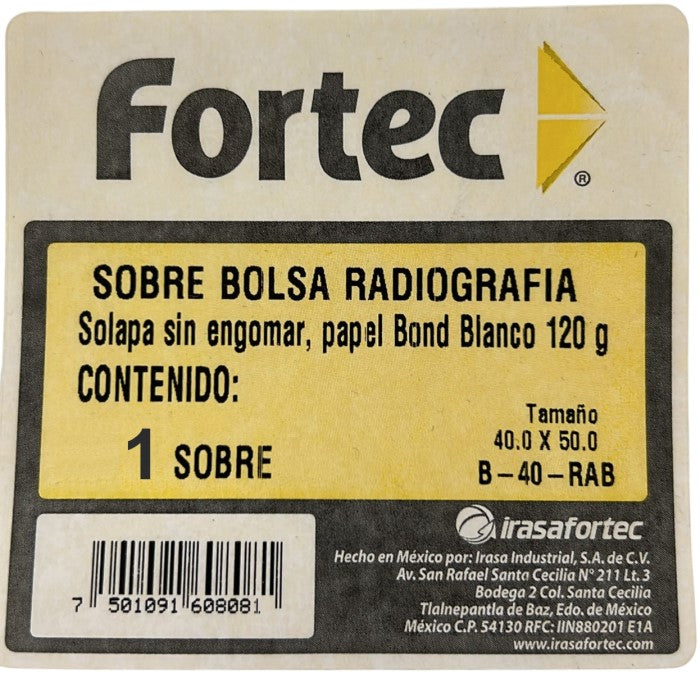 Fortec
®
SOBRE BOLSA RADIOGRAFIA
Solapa sin engomar, papel Bond Blanco 120 g
CONTENIDO:
1 SOBRE
Tamaño
40.0 X 50.0
B-40-RAB
irasafortec
Hecho en México por: Irasa Industrial, S.A. de C.V.
Av. San Rafael Santa Cecilia N° 211 Lt. 3
Bodega 2 Col. Santa Cecilia
Tlalnepantla de Baz, Edo. de México
México C.P. 54130 RFC: IIN880201 E1A
www.irasafortec.com
7 501091 608081